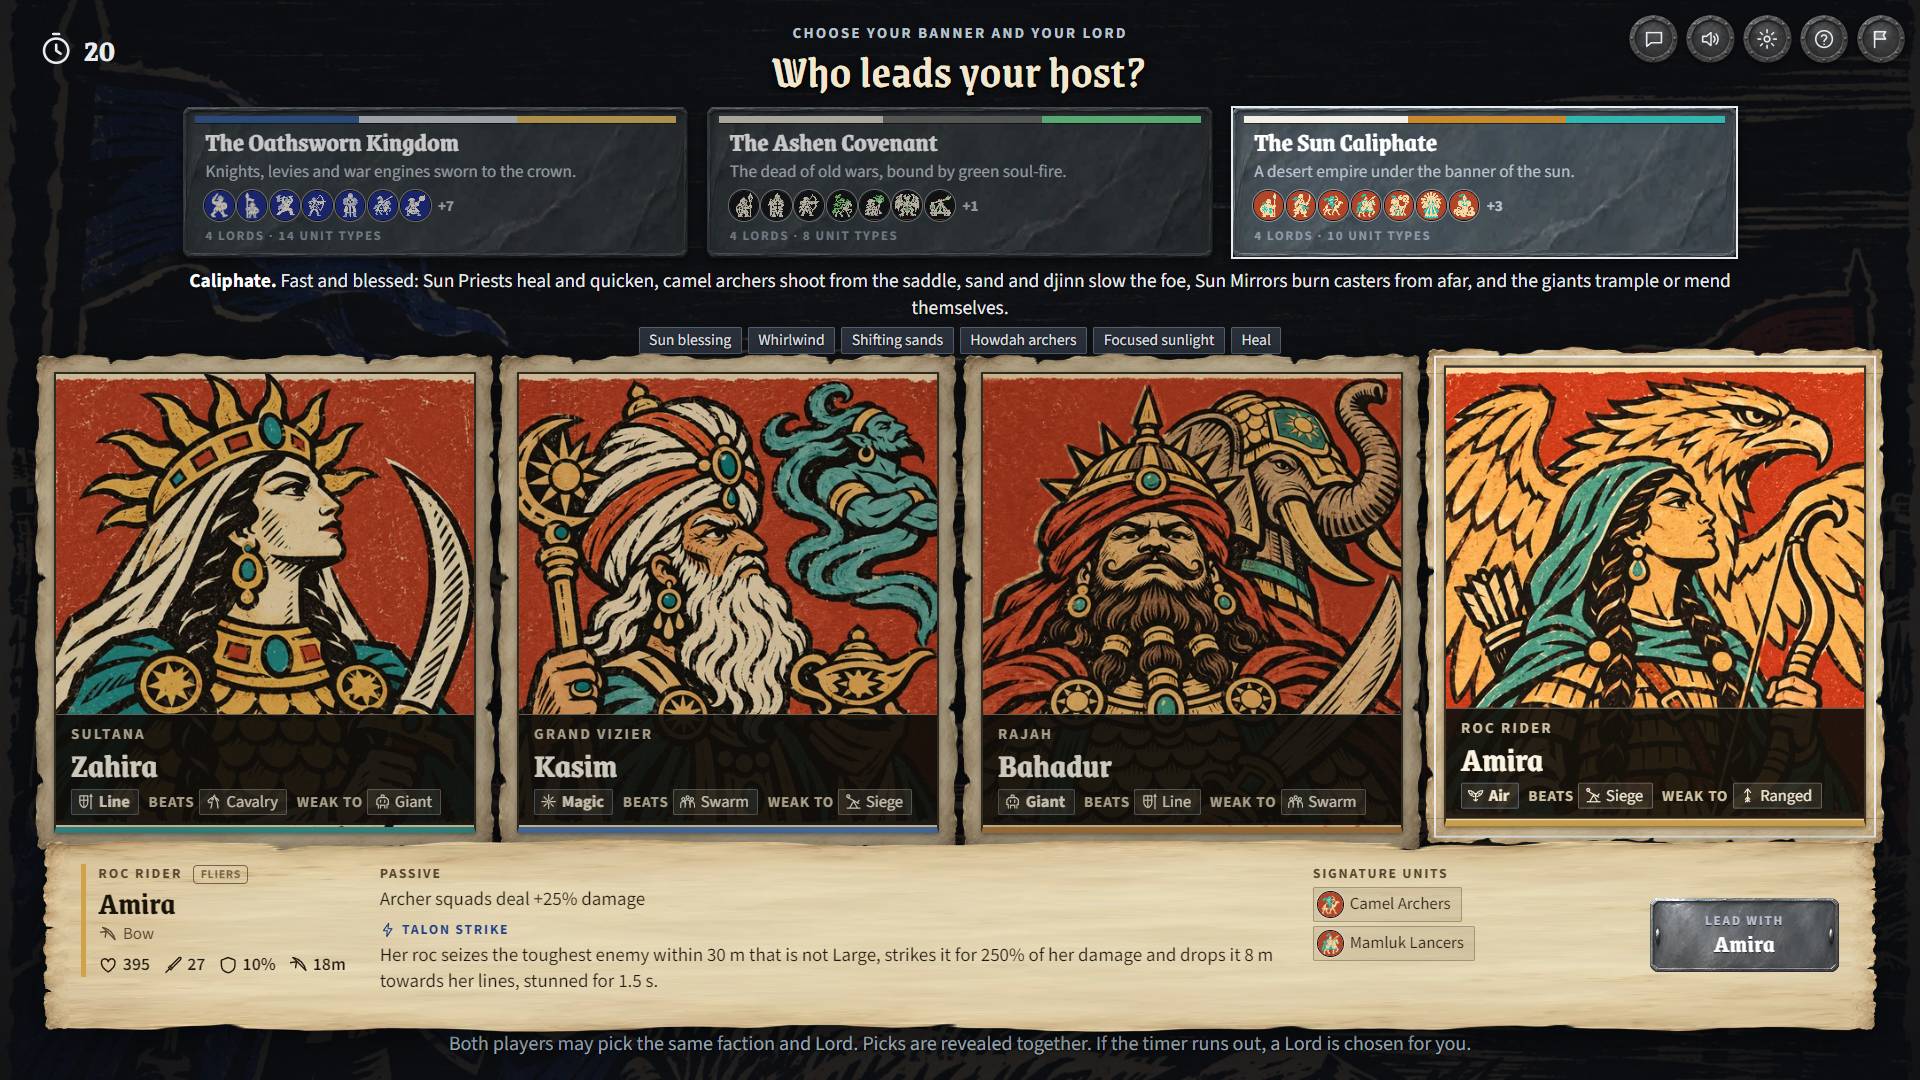 20
CHOOSE YOUR BANNER AND YOUR LORD
Who leads your host?
The Oathsworn Kingdom
Knights, levies and war engines sworn to the crown.
+7
4 LORDS · 14 UNIT TYPES
The Ashen Covenant
The dead of old wars, bound by green soul-fire.
+1
4 LORDS · 8 UNIT TYPES
The Sun Caliphate
A desert empire under the banner of the sun.
+3
4 LORDS · 10 UNIT TYPES
Caliphate. Fast and blessed: Sun Priests heal and quicken, camel archers shoot from the saddle, sand and djinn slow the foe, Sun Mirrors burn casters from afar, and the giants trample or mend
themselves.
Sun blessing Whirlwind Shifting sands Howdah archers Focused sunlight Heal
SULTANA
Zahira
Line BEATS Cavalry WEAK TO Giant
GRAND VIZIER
Kasim
Magic BEATS Swarm WEAK TO Siege
RAJAH
Bahadur
Giant BEATS Line WEAK TO Swarm
ROC RIDER
Amira
Air BEATS Siege WEAK TO Ranged
ROC RIDER FLIERS
Amira
Bow
395 27 10% 18m
PASSIVE
Archer squads deal +25% damage
TALON STRIKE
Her roc seizes the toughest enemy within 30 m that is not Large, strikes it for 250% of her damage and drops it 8 m
towards her lines, stunned for 1.5 s.
SIGNATURE UNITS
Camel Archers
Mamluk Lancers
LEAD WITH
Amira
Both players may pick the same faction and Lord. Picks are revealed together. If the timer runs out, a Lord is chosen for you.